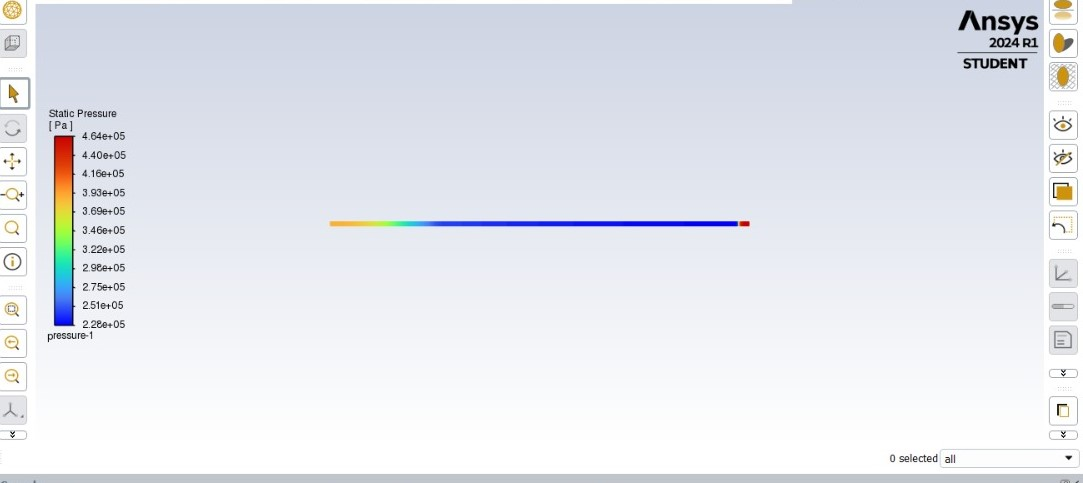 Ansys
2024 R1
STUDENT
Static Pressure
[ Pa ]
4.64e+05
4.40e+05
4.16e+05
3.93e+05
3.69e+05
3.46e+05
3.22e+05
2.98e+05
2.75e+05
2.51e+05
2.28e+05
pressure-1
0 selected all